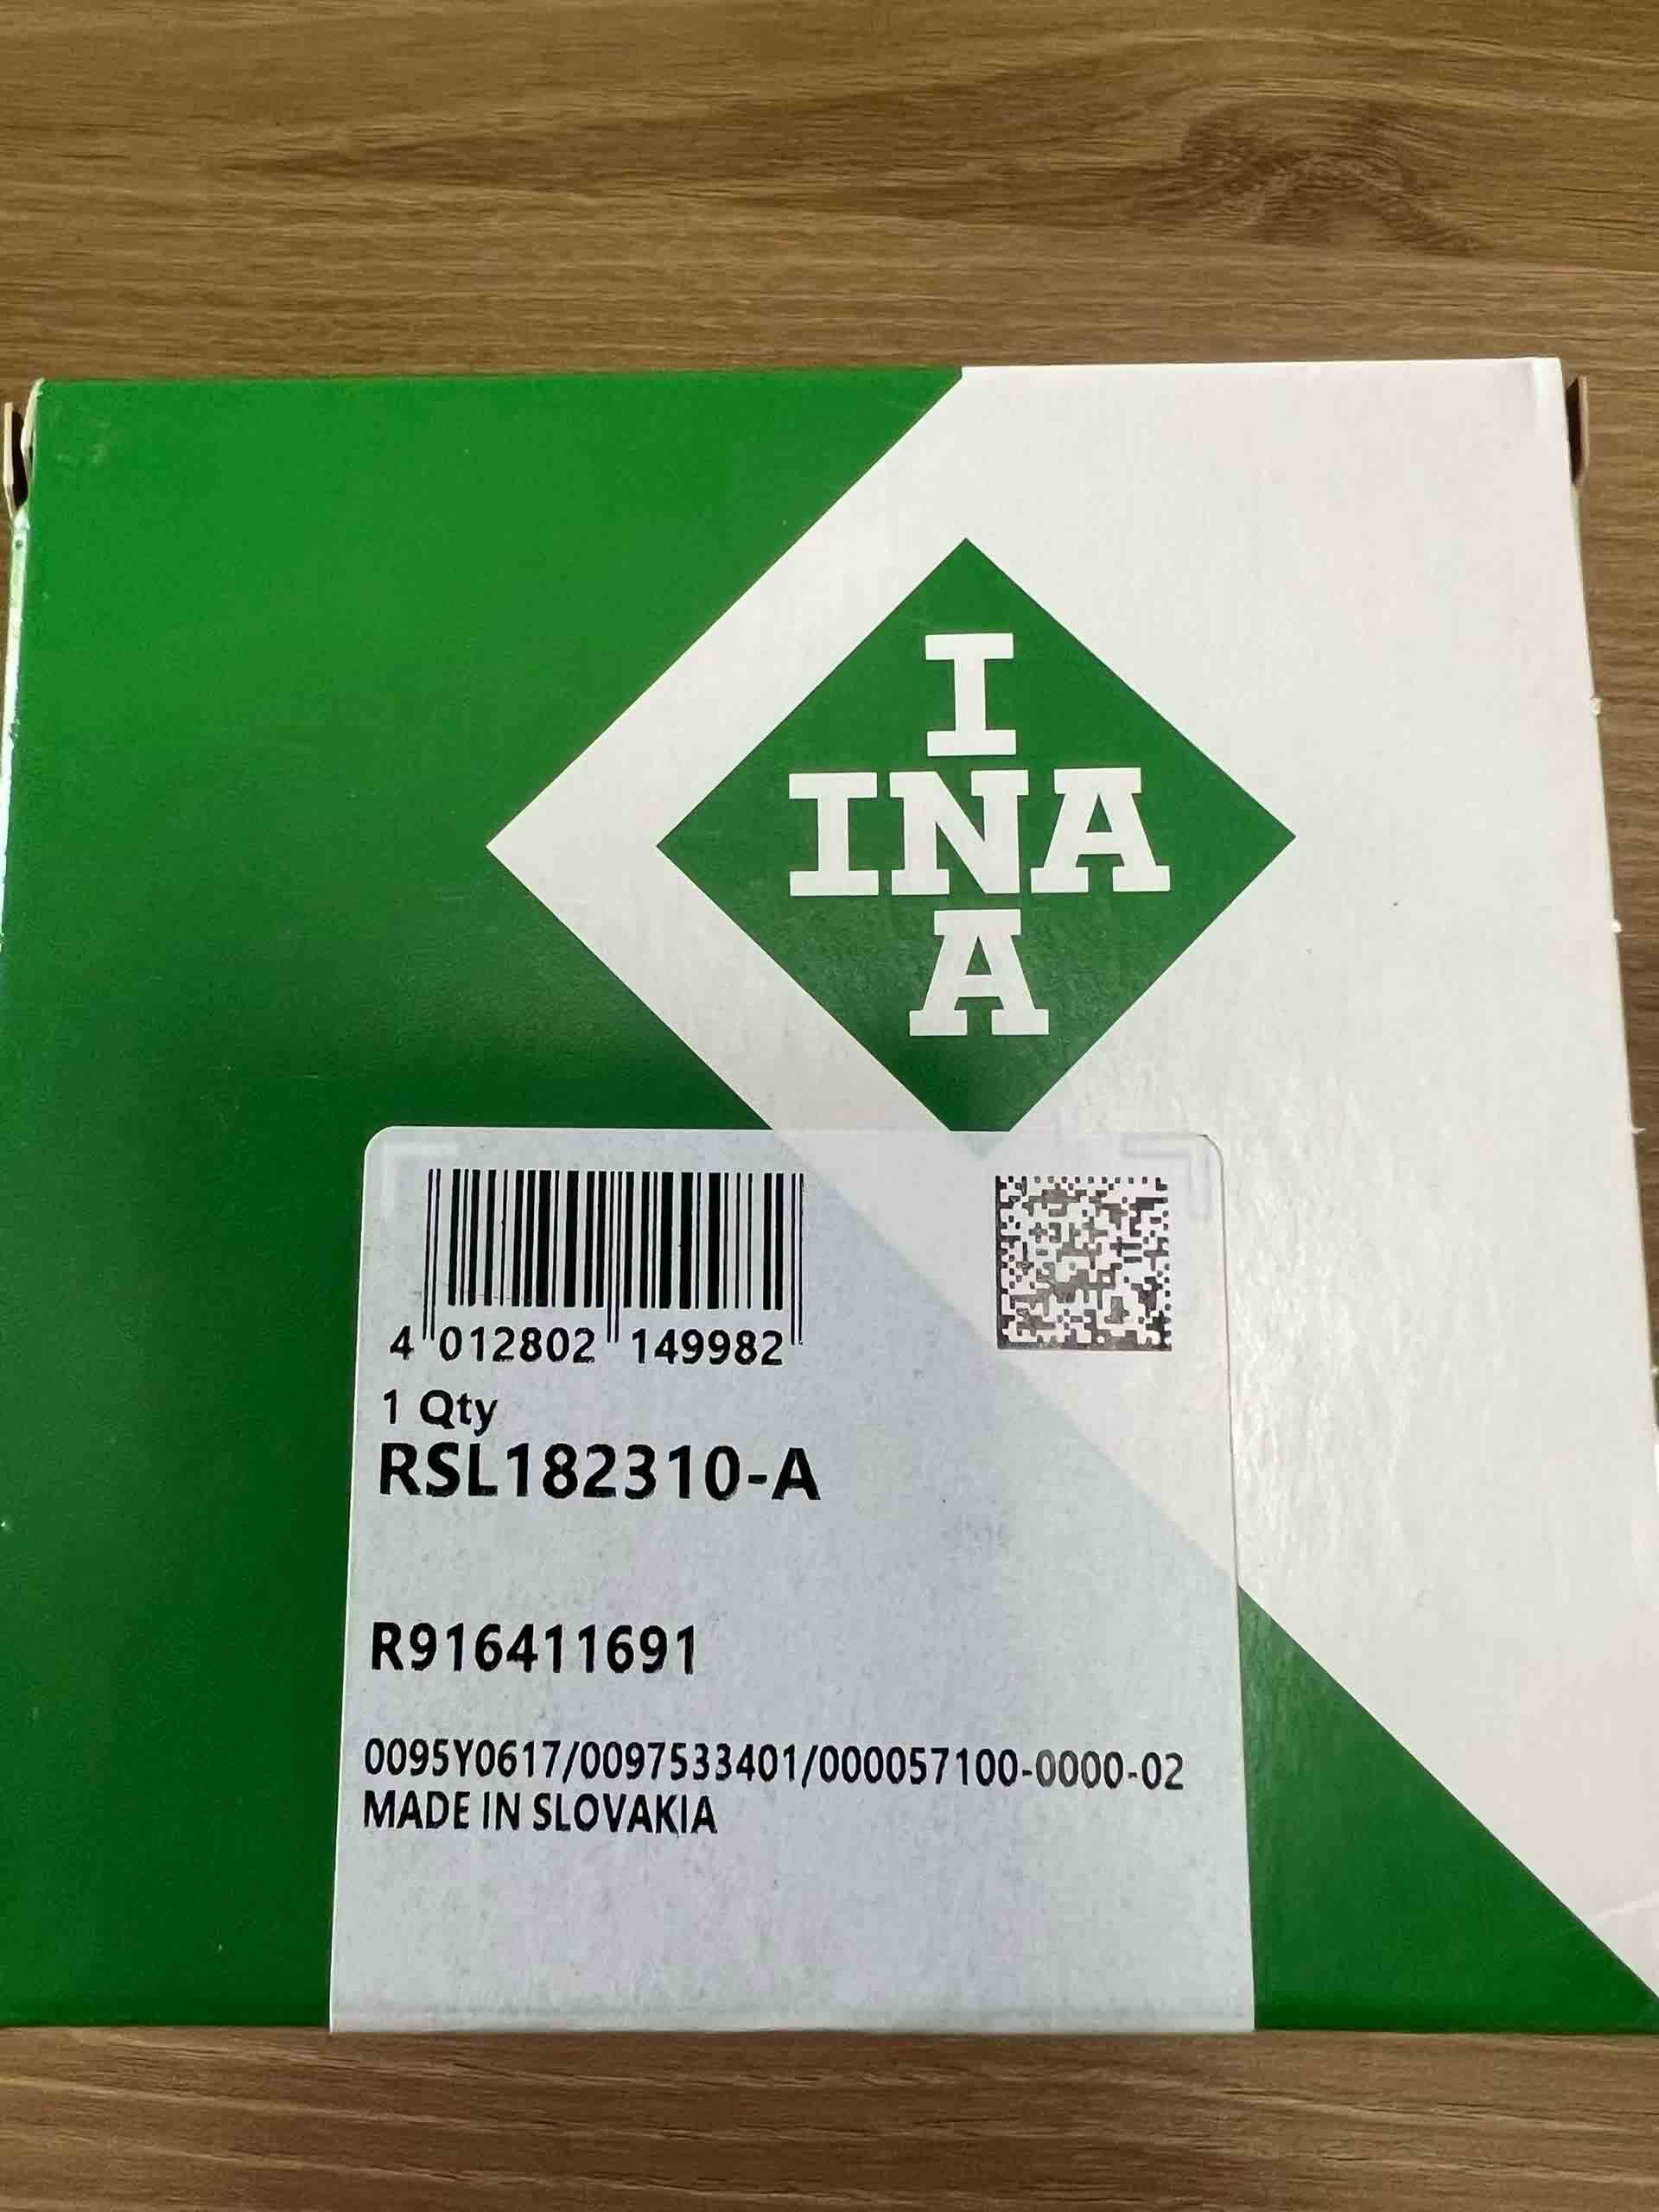 I
INA
A
4 012802 149982
1 Qty
RSL182310-A
R916411691
0095Y0617/0097533401/000057100-0000-02
MADE IN SLOVAKIA